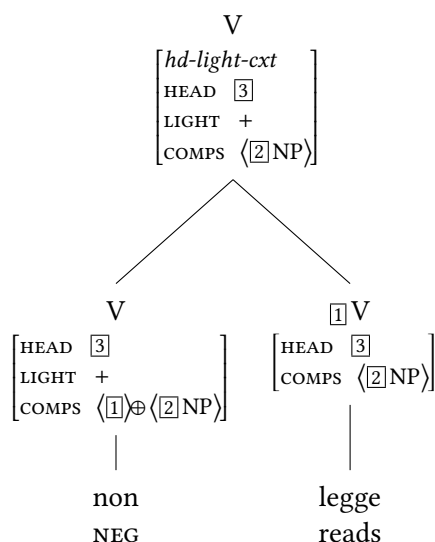 V
hd-light-cxt
HEAD 3
LIGHT +
COMPS ⟨2 NP⟩
V
HEAD 3
LIGHT +
COMPS ⟨1⟩⊕⟨2 NP⟩
non
NEG
1 V
HEAD 3
COMPS ⟨2 NP⟩
legge
reads